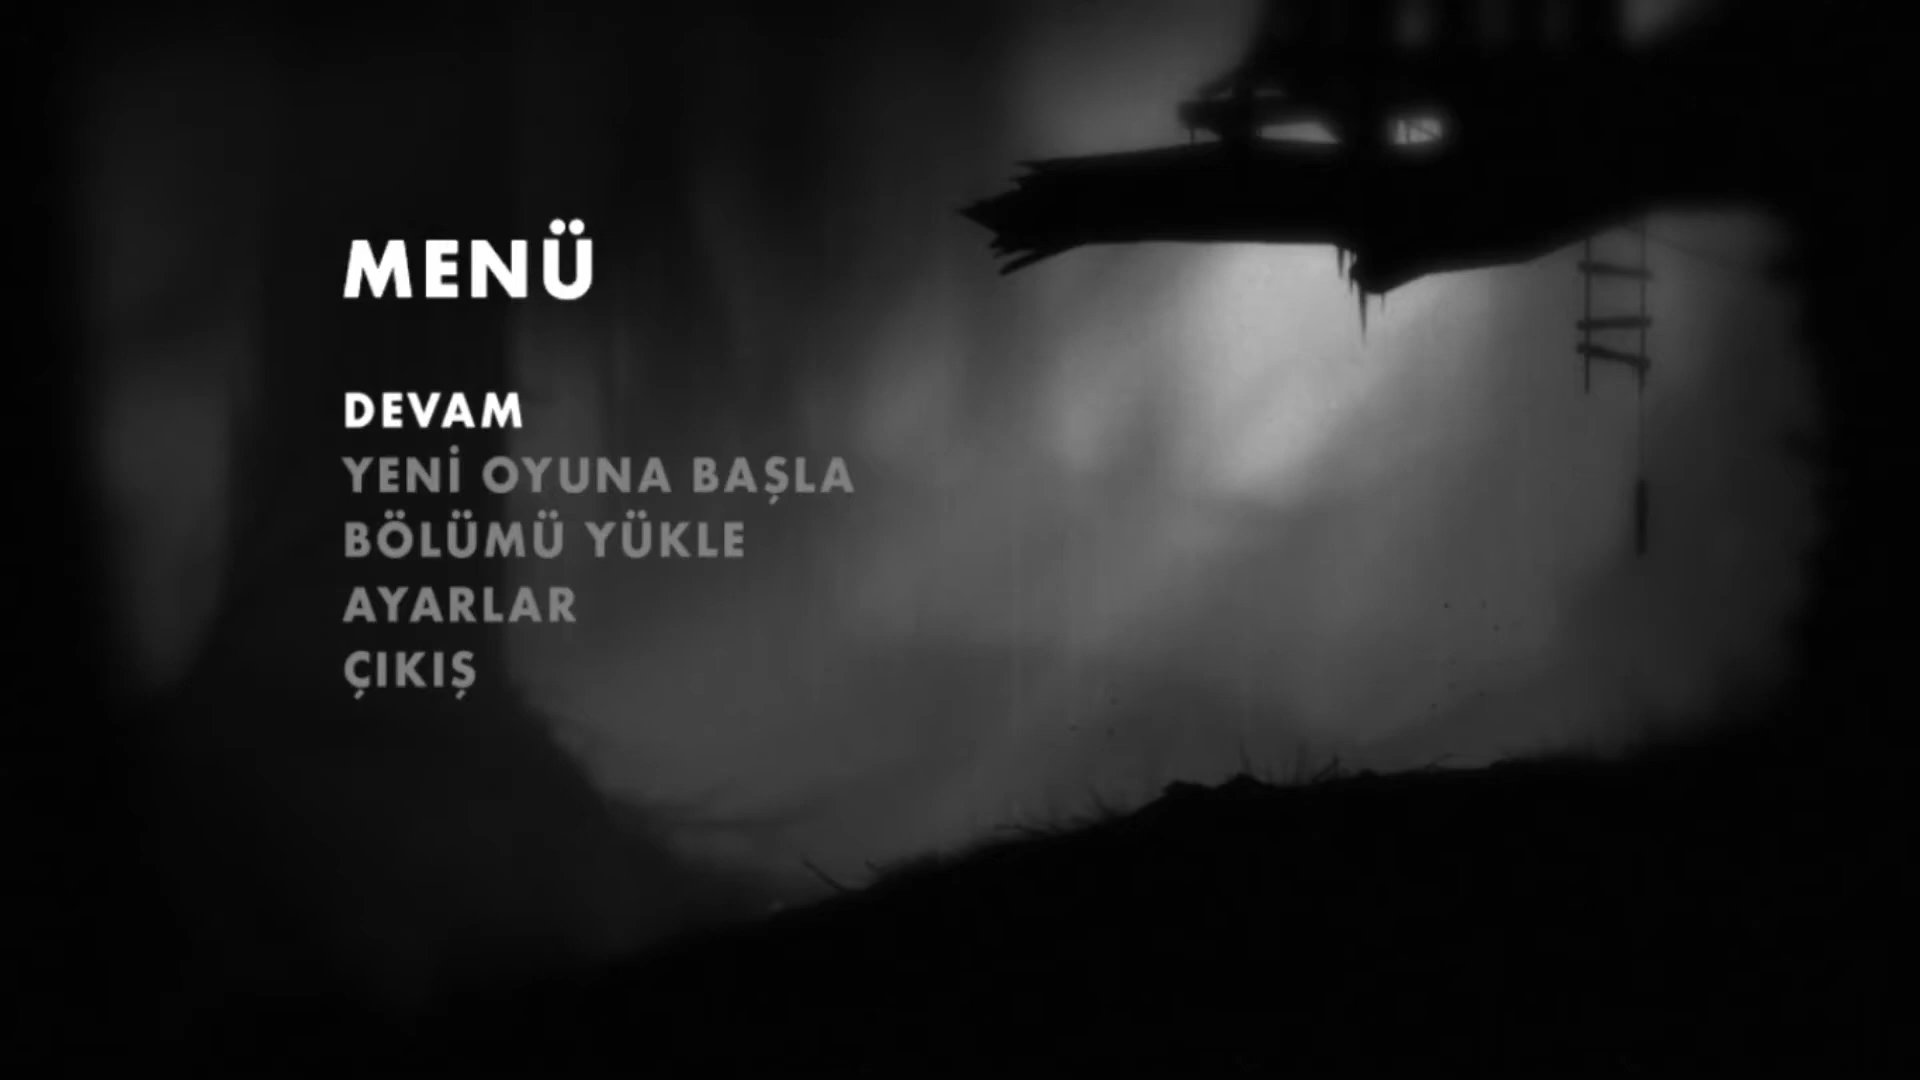 MENÜ
DEVAM
YENİ OYUNA BAŞLA
BÖLÜMÜ YÜKLE
AYARLAR
ÇIKIŞ